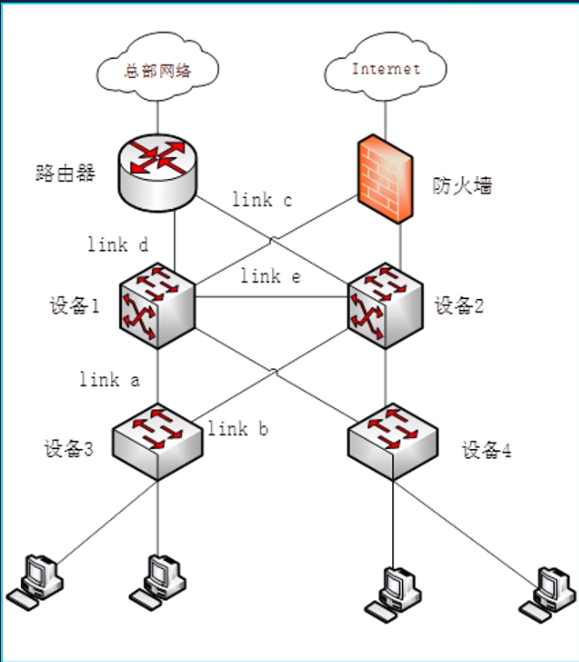 总部网络
Internet
路由器
防火墙
link c
link d
link e
设备1
设备2
link a
link b
设备3
设备4